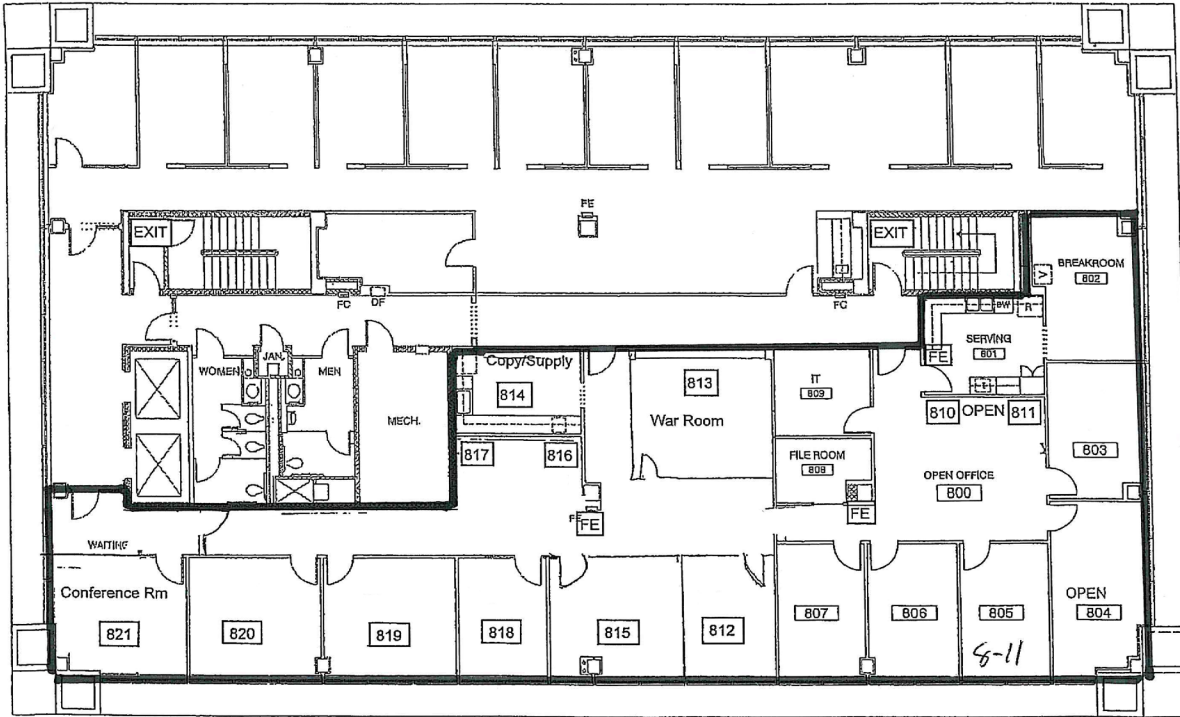 FE
EXIT
EXIT
BREAKROOM
802
V
FC
DF
FC
BW
R
SERVING
801
FE
JAN.
WOMEN
MEN
MECH.
Copy/Supply
814
813
War Room
IT
809
810 OPEN 811
803
817
816
FILE ROOM
808
OPEN OFFICE
800
FE
FE
FE
WAITING
Conference Rm
821
820
819
818
815
812
807
806
805
8-11
OPEN
804